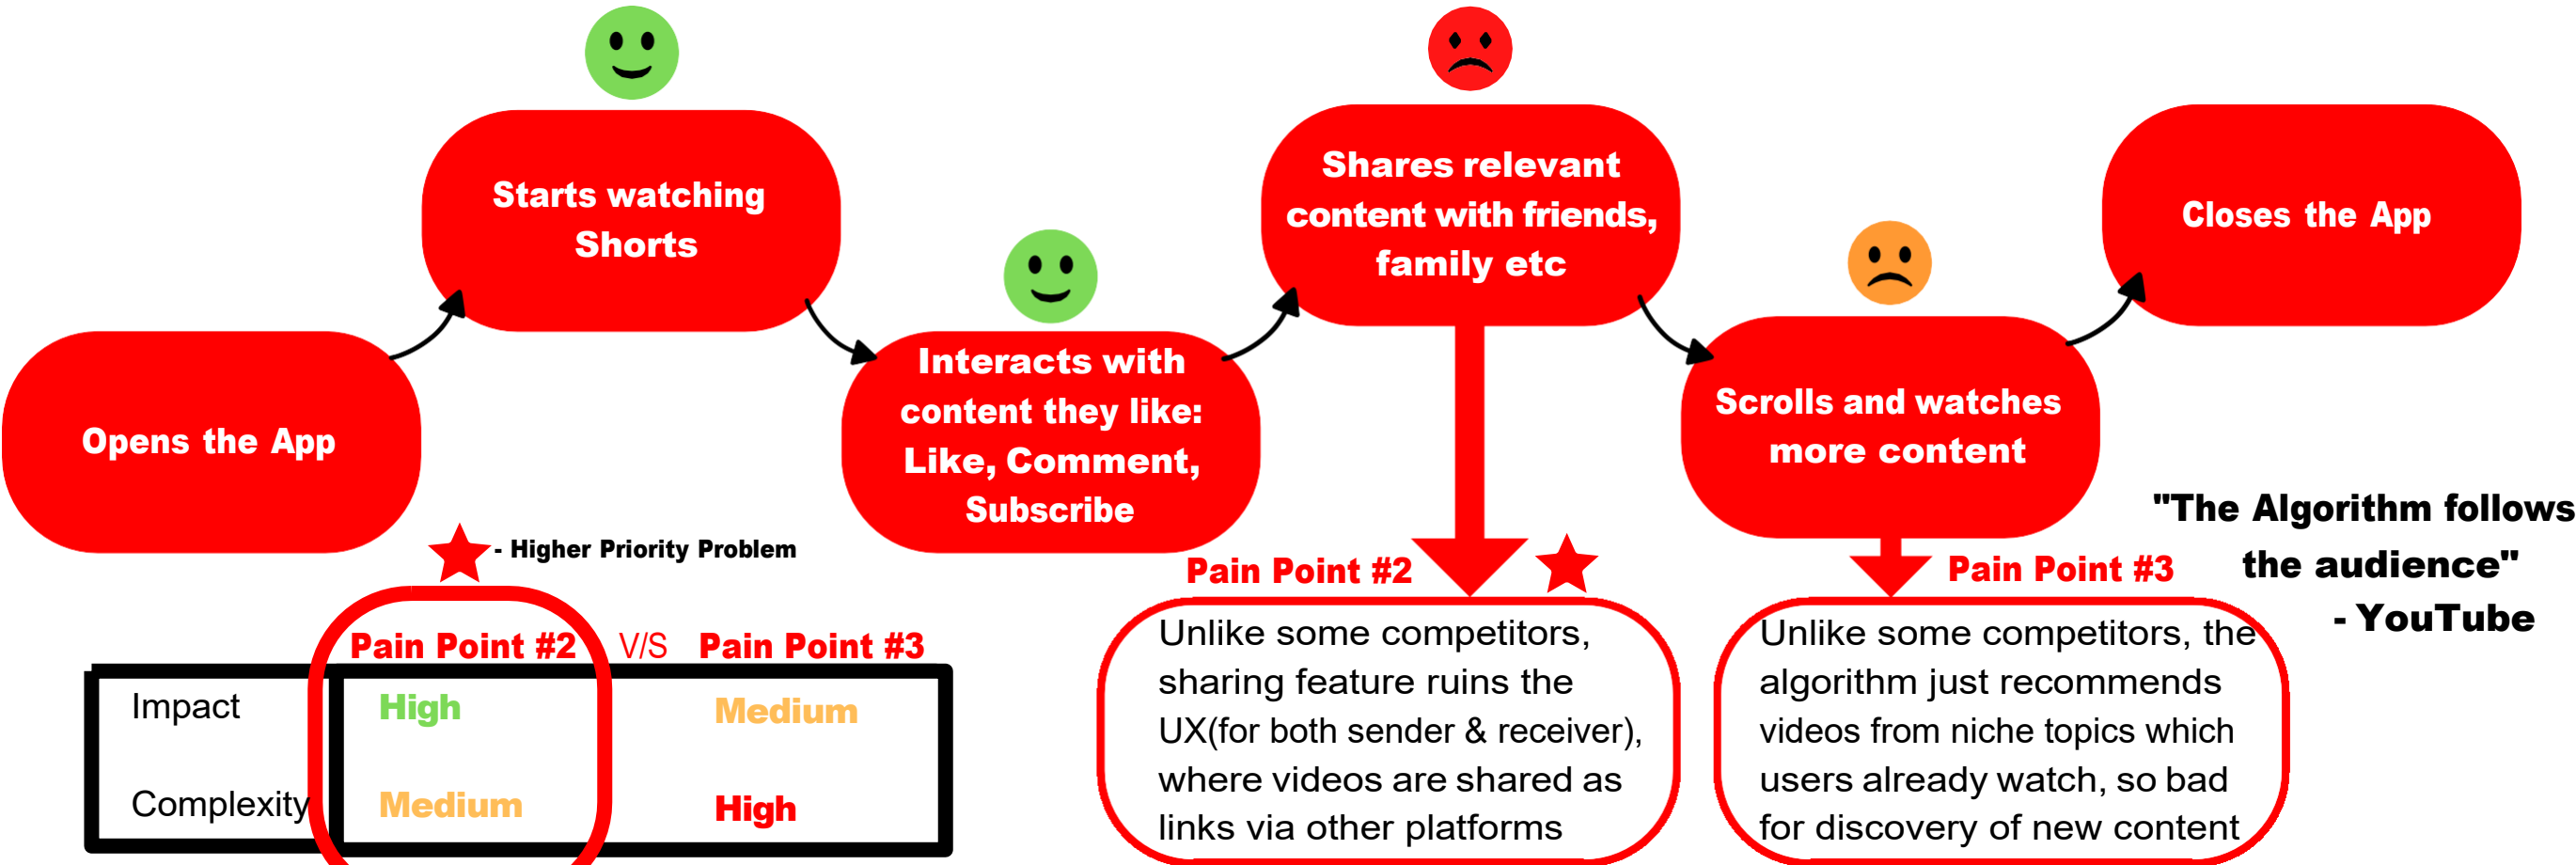 Opens the App
Starts watching
Shorts
Interacts with
content they like:
Like, Comment,
Subscribe
Shares relevant
content with friends,
family etc
Scrolls and watches
more content
Closes the App
"The Algorithm follows
the audience"
- YouTube
- Higher Priority Problem
Pain Point #2 V/S Pain Point #3
Impact High Medium
Complexity Medium High
Pain Point #2
Unlike some competitors,
sharing feature ruins the
UX(for both sender & receiver),
where videos are shared as
links via other platforms
Pain Point #3
Unlike some competitors, the
algorithm just recommends
videos from niche topics which
users already watch, so bad
for discovery of new content